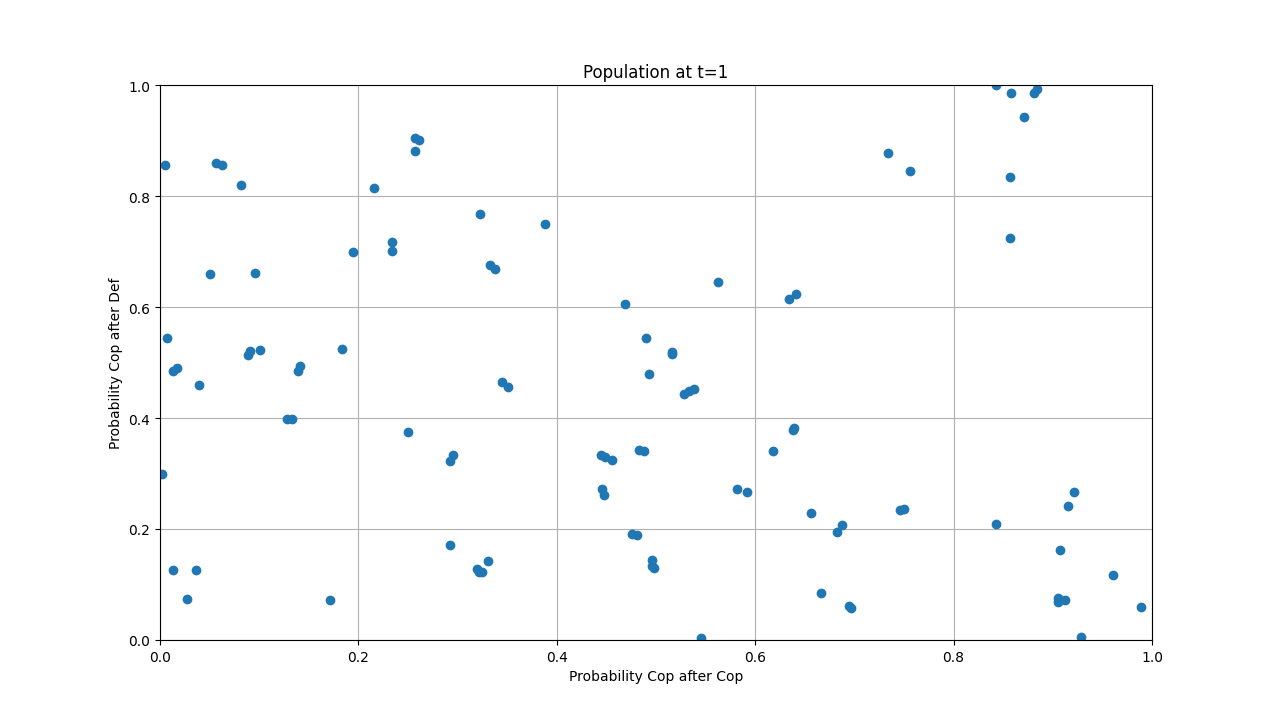 Population at t=1
Probability Cop after Def
1.0
0.8
0.6
0.4
0.2
0.0
0.0 0.2 0.4 0.6 0.8 1.0
Probability Cop after Cop